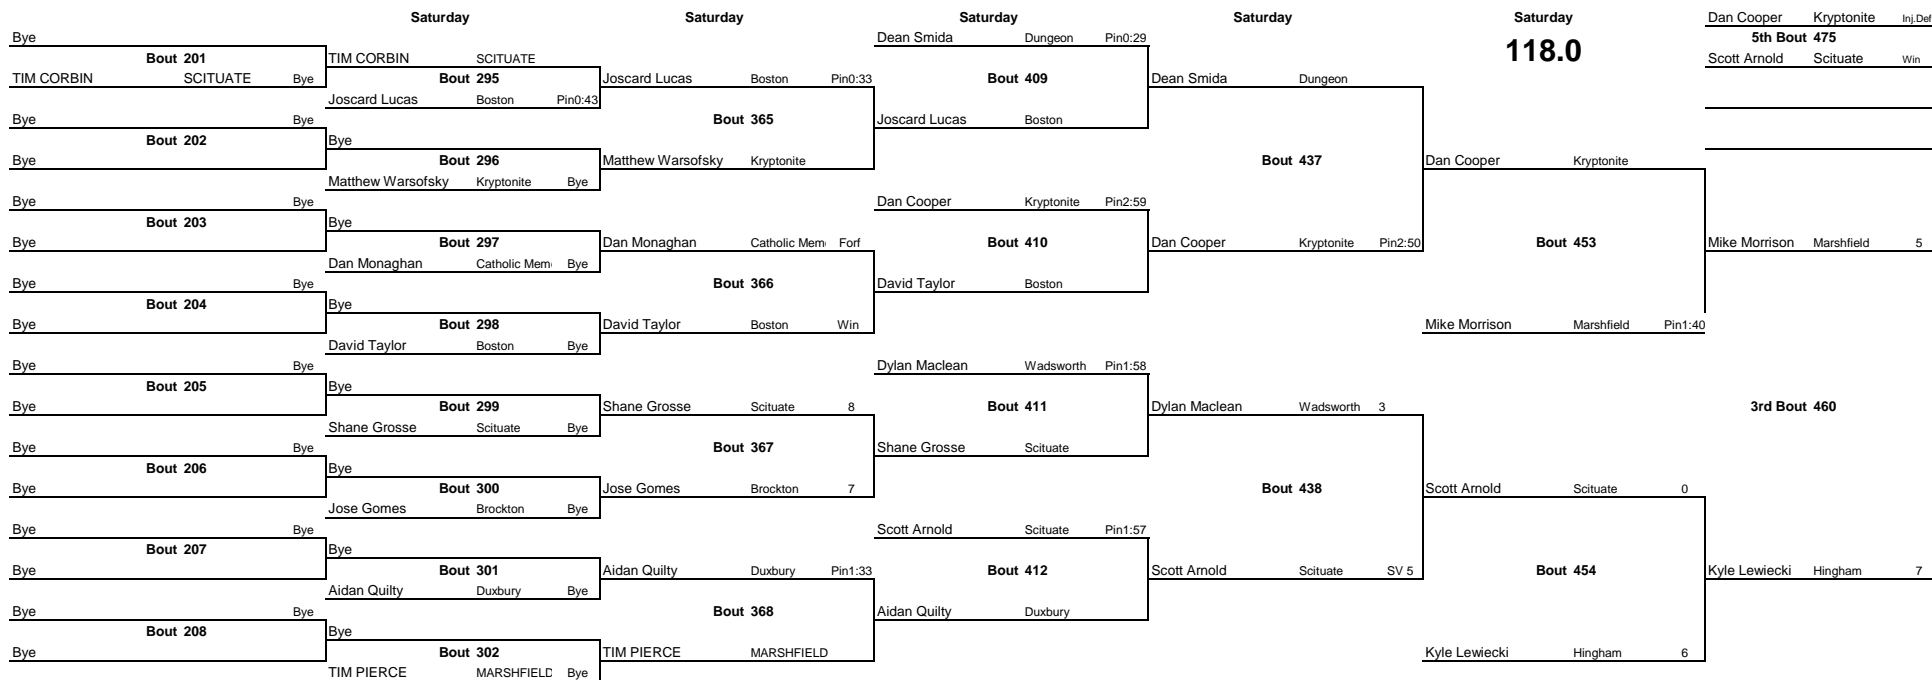 Saturday Saturday Saturday Saturday Saturday Dan Cooper Kryptonite Inj.Def
Bye Dean Smida Dungeon Pin0:29 118.0 5th Bout 475
Bout 201 TIM CORBIN SCITUATE Scott Arnold Scituate Win
TIM CORBIN SCITUATE Bye Bout 295 Joscard Lucas Boston Pin0:33 Bout 409 Dean Smida Dungeon
Joscard Lucas Boston Pin0:43
Bye Bye Bout 365 Joscard Lucas Boston
Bout 202 Bye
Bye Bout 296 Matthew Warsofsky Kryptonite Bout 437 Dan Cooper Kryptonite
Matthew Warsofsky Kryptonite Bye
Bye Bye Dan Cooper Kryptonite Pin2:59
Bout 203 Bye
Bye Bout 297 Dan Monaghan Catholic Mem Forf Bout 410 Dan Cooper Kryptonite Pin2:50 Bout 453 Mike Morrison Marshfield 5
Dan Monaghan Catholic Mem Bye
Bye Bye Bout 366 David Taylor Boston
Bout 204 Bye
Bye Bout 298 David Taylor Boston Win Mike Morrison Marshfield Pin1:40
David Taylor Boston Bye
Bye Bye Dylan Maclean Wadsworth Pin1:58
Bout 205 Bye
Bye Bout 299 Shane Grosse Scituate 8 Bout 411 Dylan Maclean Wadsworth 3 3rd Bout 460
Shane Grosse Scituate Bye
Bye Bye Bout 367 Shane Grosse Scituate
Bout 206 Bye
Bye Bout 300 Jose Gomes Brockton 7 Bout 438 Scott Arnold Scituate 0
Jose Gomes Brockton Bye
Bye Bye Scott Arnold Scituate Pin1:57
Bout 207 Bye
Bye Bout 301 Aidan Quilty Duxbury Pin1:33 Bout 412 Scott Arnold Scituate SV 5 Bout 454 Kyle Lewiecki Hingham 7
Aidan Quilty Duxbury Bye
Bye Bye Bout 368 Aidan Quilty Duxbury
Bout 208 Bye
Bye Bout 302 TIM PIERCE MARSHFIELD Kyle Lewiecki Hingham 6
TIM PIERCE MARSHFIELD Bye